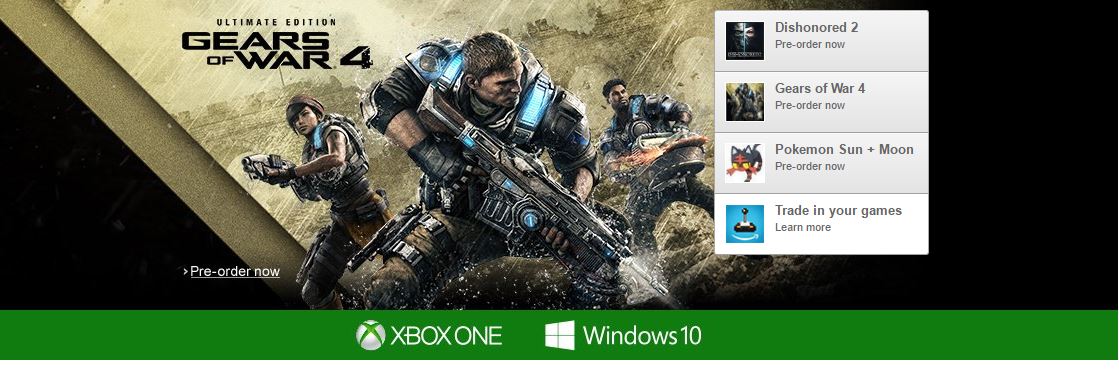 ULTIMATE EDITION
GEARS
OF WAR 4
> Pre-order now
Dishonored 2
Pre-order now
Gears of War 4
Pre-order now
Pokemon Sun + Moon
Pre-order now
Trade in your games
Learn more
XBOX ONE
Windows 10